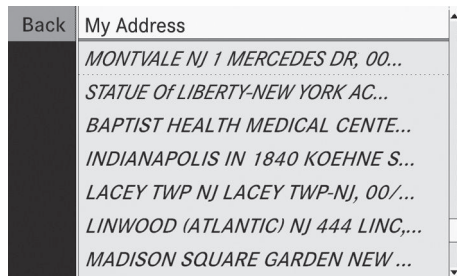 Back My Address
MONTVALE NJ 1 MERCEDES DR, 00...
STATUE Of LIBERTY-NEW YORK AC...
BAPTIST HEALTH MEDICAL CENTE...
INDIANAPOLIS IN 1840 KOEHNE S...
LACEY TWP NJ LACEY TWP-NJ, 00/...
LINWOOD (ATLANTIC) NJ 444 LINC,...
MADISON SQUARE GARDEN NEW ...